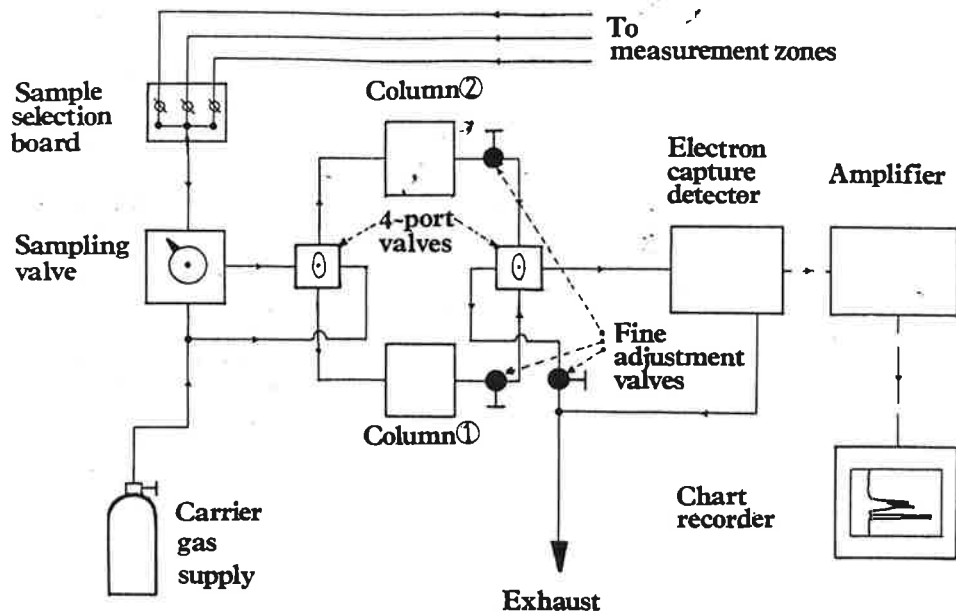 To
measurement zones
Sample
selection
board
Column②
Electron
capture
detector
Amplifier
4-port
valves
Sampling
valve
Fine
adjustment
valves
Column①
Carrier
gas
supply
Chart
recorder
Exhaust